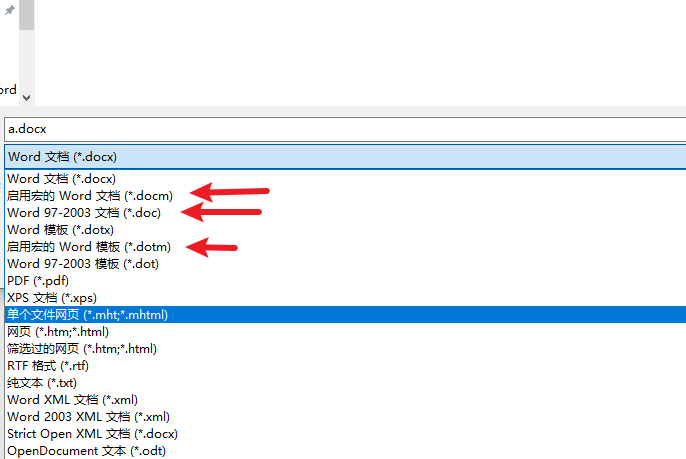 ord
a.docx
Word 文档 (*.docx)
Word 文档 (*.docx)
启用宏的 Word 文档 (*.docm)
Word 97-2003 文档 (*.doc)
Word 模板 (*.dotx)
启用宏的 Word 模板 (*.dotm)
Word 97-2003 模板 (*.dot)
PDF (*.pdf)
XPS 文档 (*.xps)
单个文件网页 (*.mht;*.mhtml)
网页 (*.htm;*.html)
筛选过的网页 (*.htm;*.html)
RTF 格式 (*.rtf)
纯文本 (*.txt)
Word XML 文档 (*.xml)
Word 2003 XML 文档 (*.xml)
Strict Open XML 文档 (*.docx)
OpenDocument 文本 (*.odt)